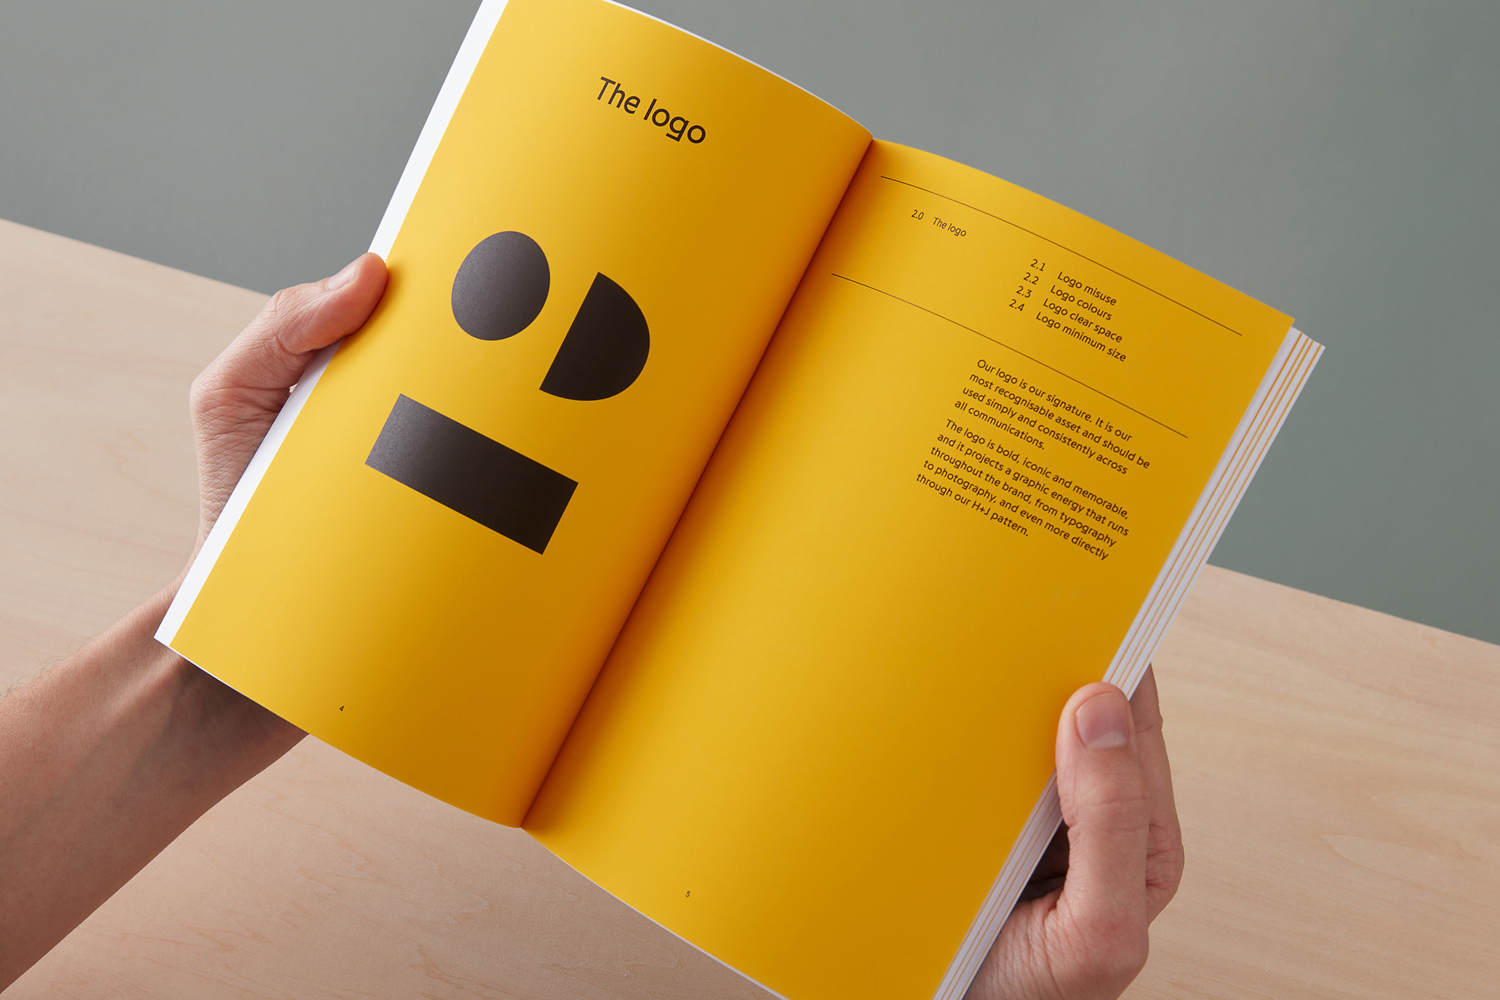 The logo
4
2.0 The logo
2.1 Logo misuse
2.2 Logo colours
2.3 Logo clear space
2.4 Logo minimum size
Our logo is our signature. It is our
most recognisable asset and should be
used simply and consistently across
all communications.
The logo is bold, iconic and memorable,
and it projects a graphic energy that runs
throughout the brand, from typography
to photography, and even more directly
through our H+J pattern.
5